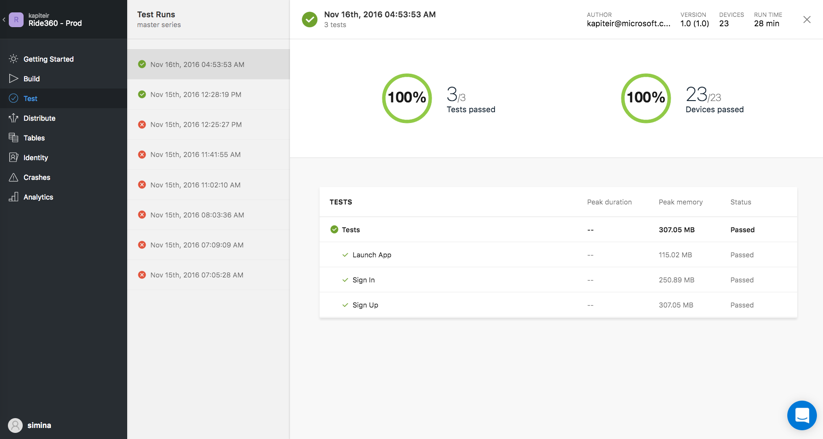 R
kapiteir
Ride360 - Prod
Getting Started
Build
Test
Distribute
Tables
Identity
Crashes
Analytics
simina
Test Runs
master series
Nov 16th, 2016 04:53:53 AM
Nov 15th, 2016 12:28:19 PM
Nov 15th, 2016 12:25:27 PM
Nov 15th, 2016 11:41:55 AM
Nov 15th, 2016 11:02:10 AM
Nov 15th, 2016 08:03:36 AM
Nov 15th, 2016 07:09:09 AM
Nov 15th, 2016 07:05:28 AM
Nov 16th, 2016 04:53:53 AM
3 tests
AUTHOR VERSION DEVICES RUN TIME
kapiteir@microsoft.c... 1.0 (1.0) 23 28 min
100% 3/3
Tests passed
100% 23/23
Devices passed
TESTS Peak duration Peak memory Status
Tests -- 307.05 MB Passed
Launch App -- 115.02 MB Passed
Sign In -- 250.89 MB Passed
Sign Up -- 307.05 MB Passed